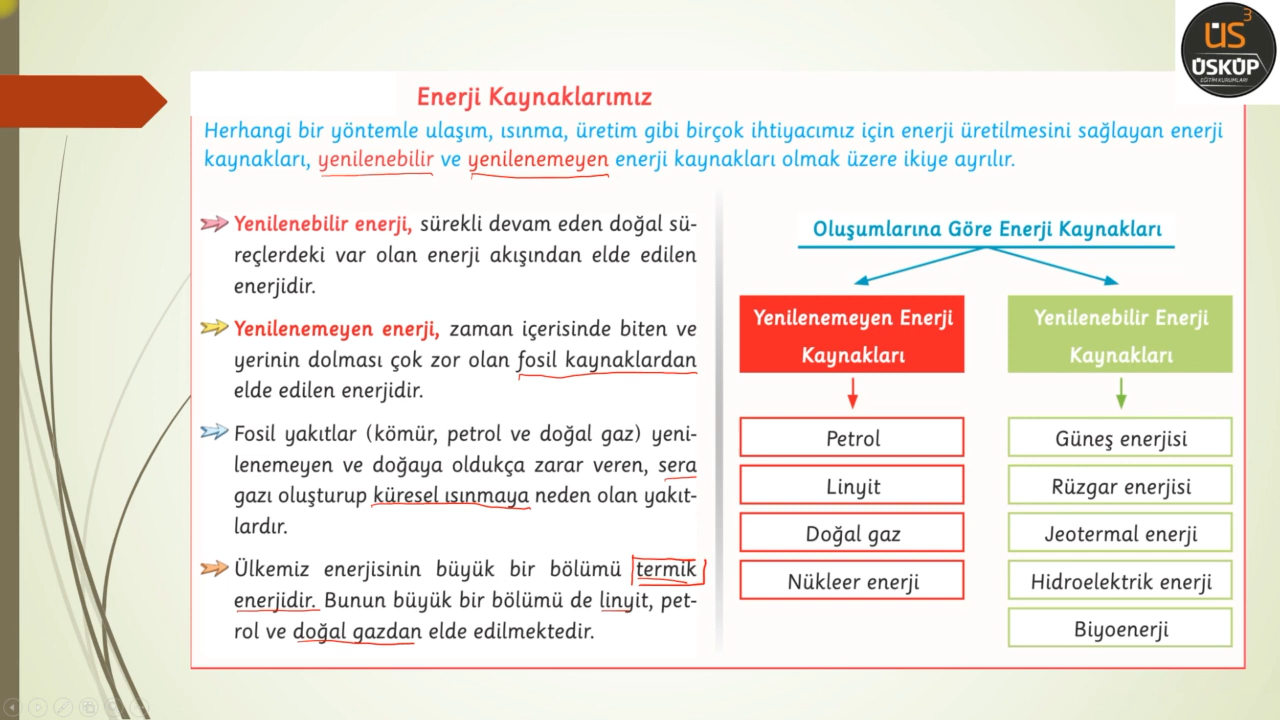 ÜS3
ÜSKÜP
EĞİTİM KURUMLARI
Enerji Kaynaklarımız
Herhangi bir yöntemle ulaşım, ısınma, üretim gibi birçok ihtiyacımız için enerji üretilmesini sağlayan enerji
kaynakları, yenilenebilir ve yenilenemeyen enerji kaynakları olmak üzere ikiye ayrılır.
Yenilenebilir enerji, sürekli devam eden doğal sü-
reçlerdeki var olan enerji akışından elde edilen
enerjidir.
Yenilenemeyen enerji, zaman içerisinde biten ve
yerinin dolması çok zor olan fosil kaynaklardan
elde edilen enerjidir.
Fosil yakıtlar (kömür, petrol ve doğal gaz) yeni-
lenemeyen ve doğaya oldukça zarar veren, sera
gazı oluşturup küresel ısınmaya neden olan yakıt-
lardır.
Ülkemiz enerjisinin büyük bir bölümü termik
enerjidir. Bunun büyük bir bölümü de linyit, pet-
rol ve doğal gazdan elde edilmektedir.
Oluşumlarına Göre Enerji Kaynakları
Yenilenemeyen Enerji
Kaynakları
Petrol
Linyit
Doğal gaz
Nükleer enerji
Yenilenebilir Enerji
Kaynakları
Güneş enerjisi
Rüzgar enerjisi
Jeotermal enerji
Hidroelektrik enerji
Biyoenerji